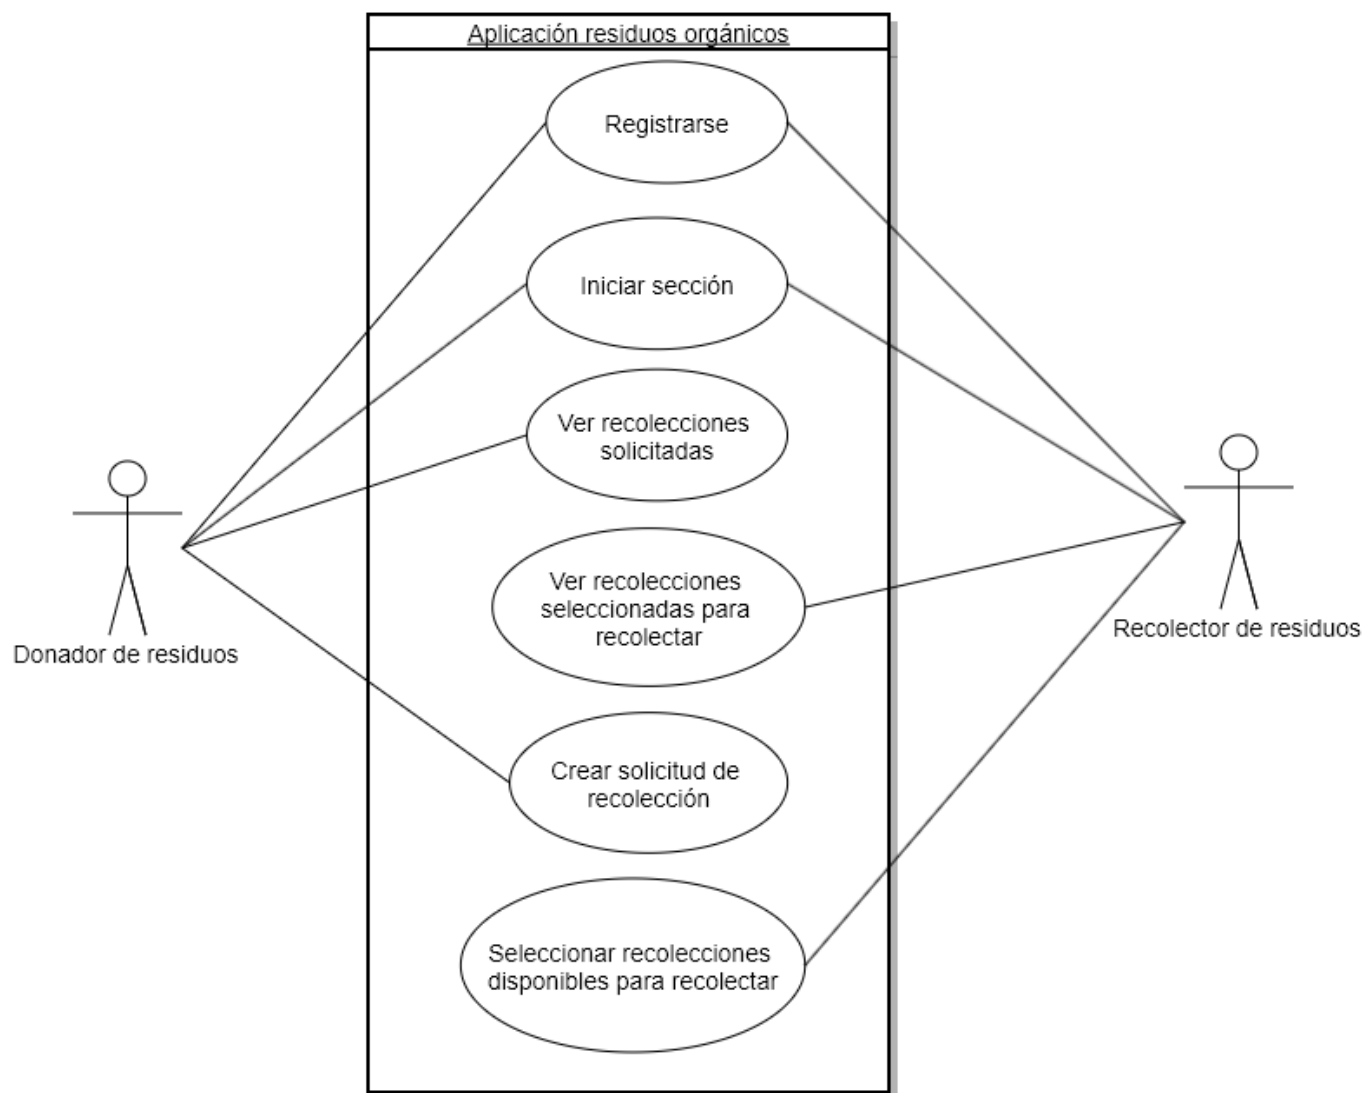 Aplicación residuos orgánicos
Registrarse
Iniciar sección
Ver recolecciones
solicitadas
Ver recolecciones
seleccionadas para
recolectar
Donador de residuos
Recolector de residuos
Crear solicitud de
recolección
Seleccionar recolecciones
disponibles para recolectar